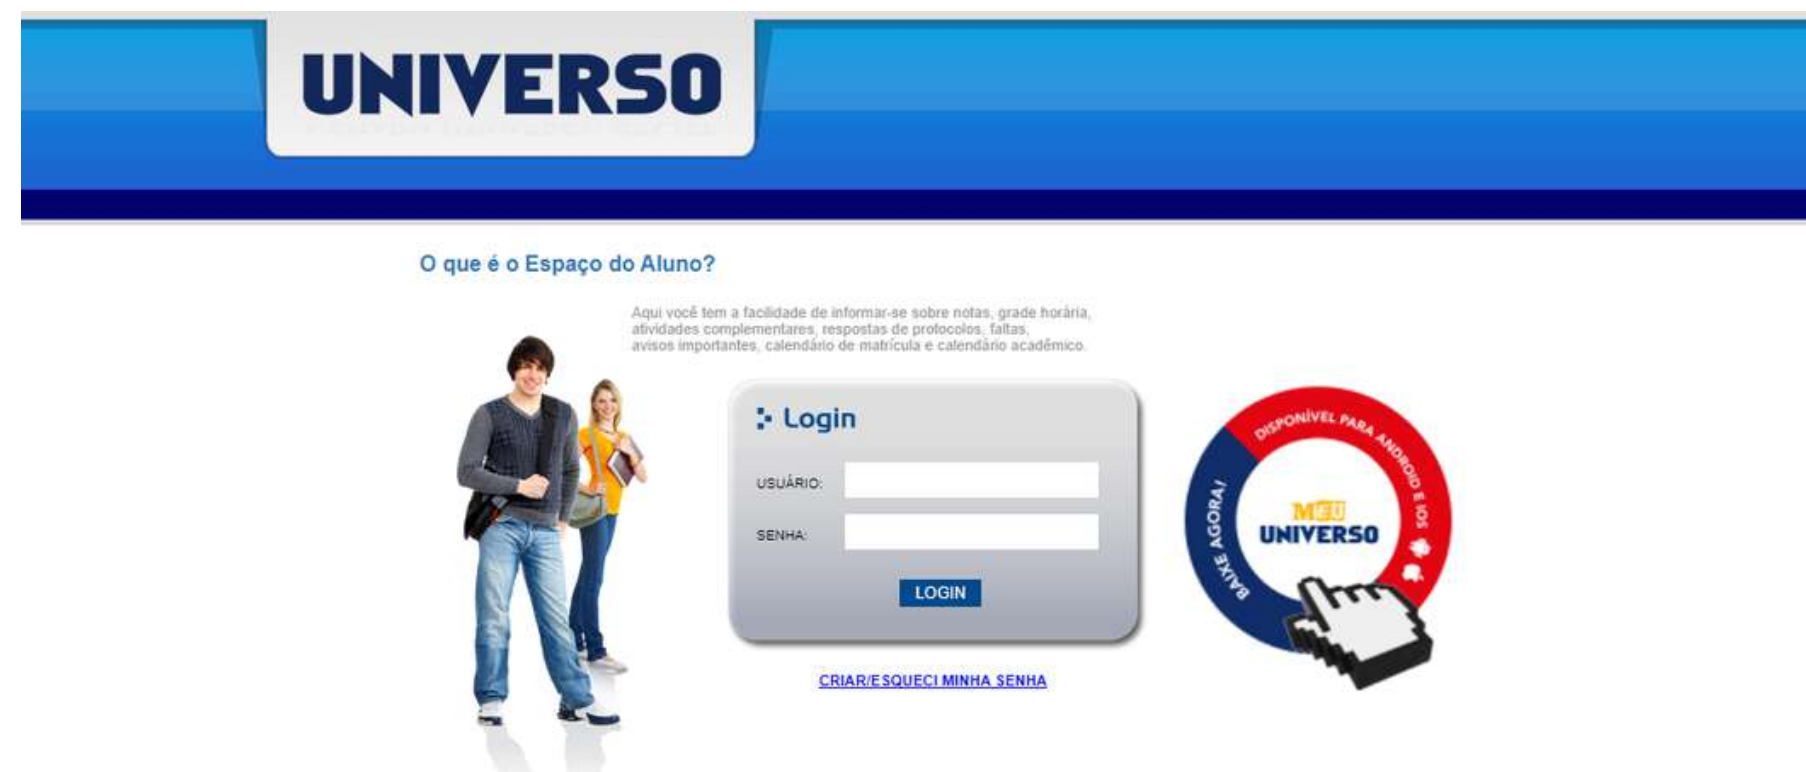 UNIVERSO
O que é o Espaço do Aluno?
Aqui você tem a facilidade de informar-se sobre notas, grade horária,
atividades complementares, respostas de protocolos, faltas,
avisos importantes, calendário de matrícula e calendário acadêmico.
Login
USUÁRIO:
SENHA:
LOGIN
CRIAR/ESQUECI MINHA SENHA
DISPONÍVEL PARA ANDROID E IOS
BAIXE AGORA!
MEU
UNIVERSO